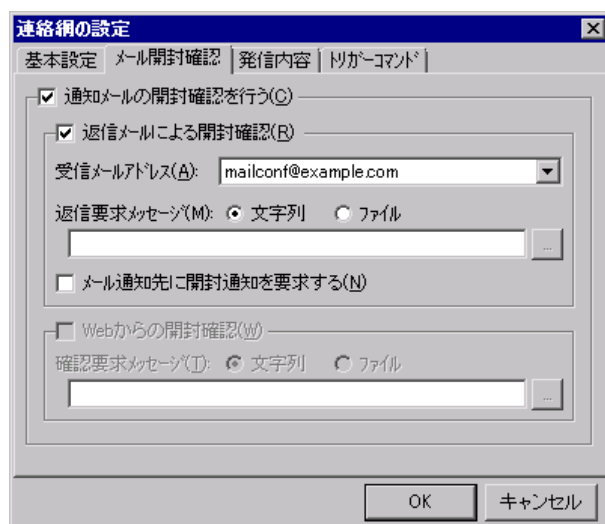 連絡網の設定
基本設定 メール開封確認 発信内容 トリガーコマンド
通知メールの開封確認を行う(C)
返信メールによる開封確認(R)
受信メールアドレス(A): mailconf@example.com
返信要求メッセージ(M): 文字列 ファイル
...
メール通知先に開封通知を要求する(N)
Webからの開封確認(W)
確認要求メッセージ(T): 文字列 ファイル
...
OK キャンセル